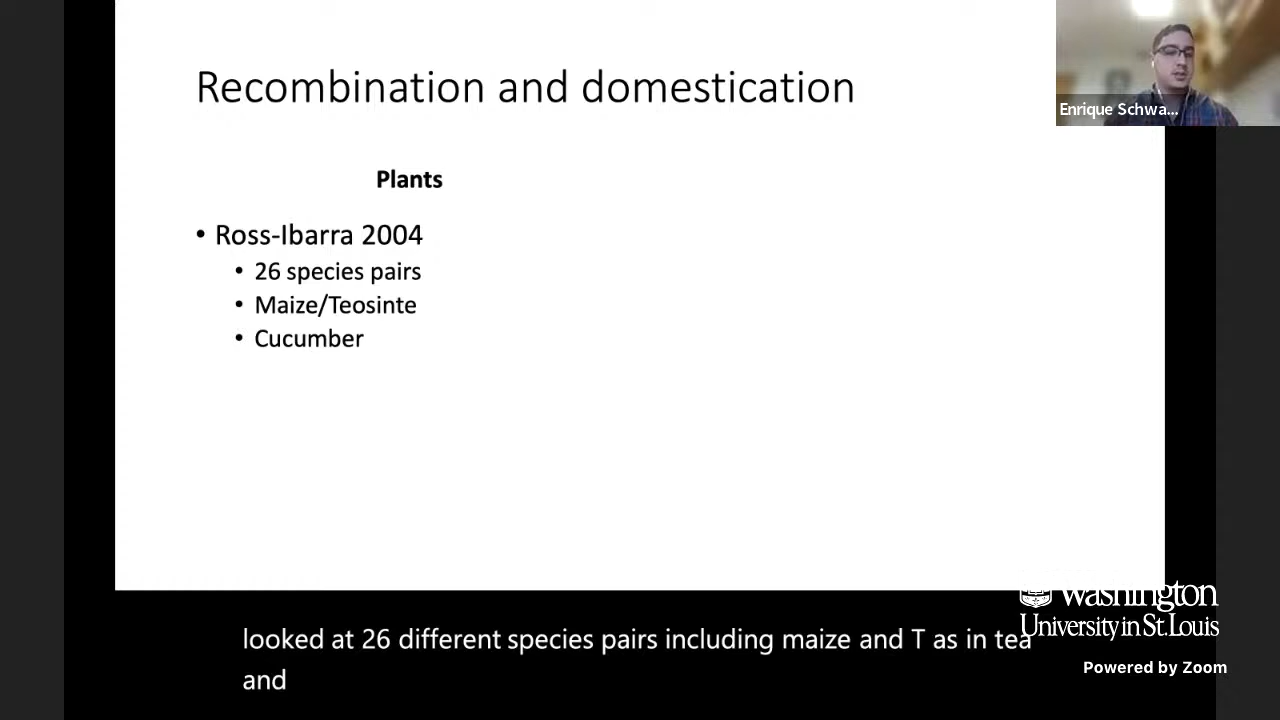 Recombination and domestication
Enrique Schwa...
Plants
• Ross-Ibarra 2004
• 26 species pairs
• Maize/Teosinte
• Cucumber
looked at 26 different species pairs including maize and T as in tea
and
Washington
University in St. Louis
Powered by Zoom